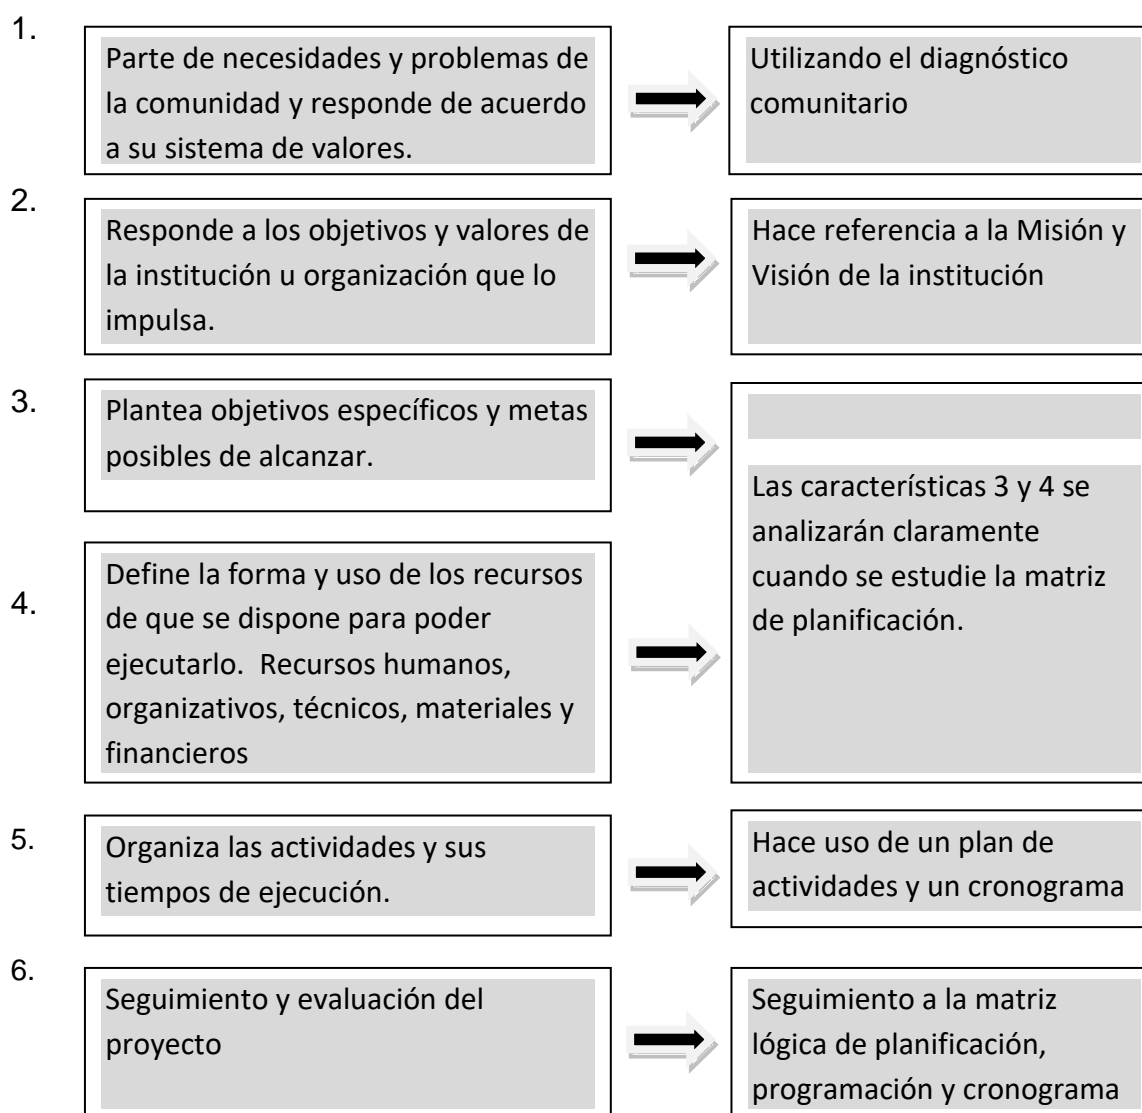 1.
Parte de necesidades y problemas de
la comunidad y responde de acuerdo
a su sistema de valores.
Utilizando el diagnóstico
comunitario
2.
Responde a los objetivos y valores de
la institución u organización que lo
impulsa.
Hace referencia a la Misión y
Visión de la institución
3.
Plantea objetivos específicos y metas
posibles de alcanzar.
4.
Define la forma y uso de los recursos
de que se dispone para poder
ejecutarlo.  Recursos humanos,
organizativos, técnicos, materiales y
financieros
Las características 3 y 4 se
analizarán claramente
cuando se estudie la matriz
de planificación.
5.
Organiza las actividades y sus
tiempos de ejecución.
Hace uso de un plan de
actividades y un cronograma
6.
Seguimiento y evaluación del
proyecto
Seguimiento a la matriz
lógica de planificación,
programación y cronograma